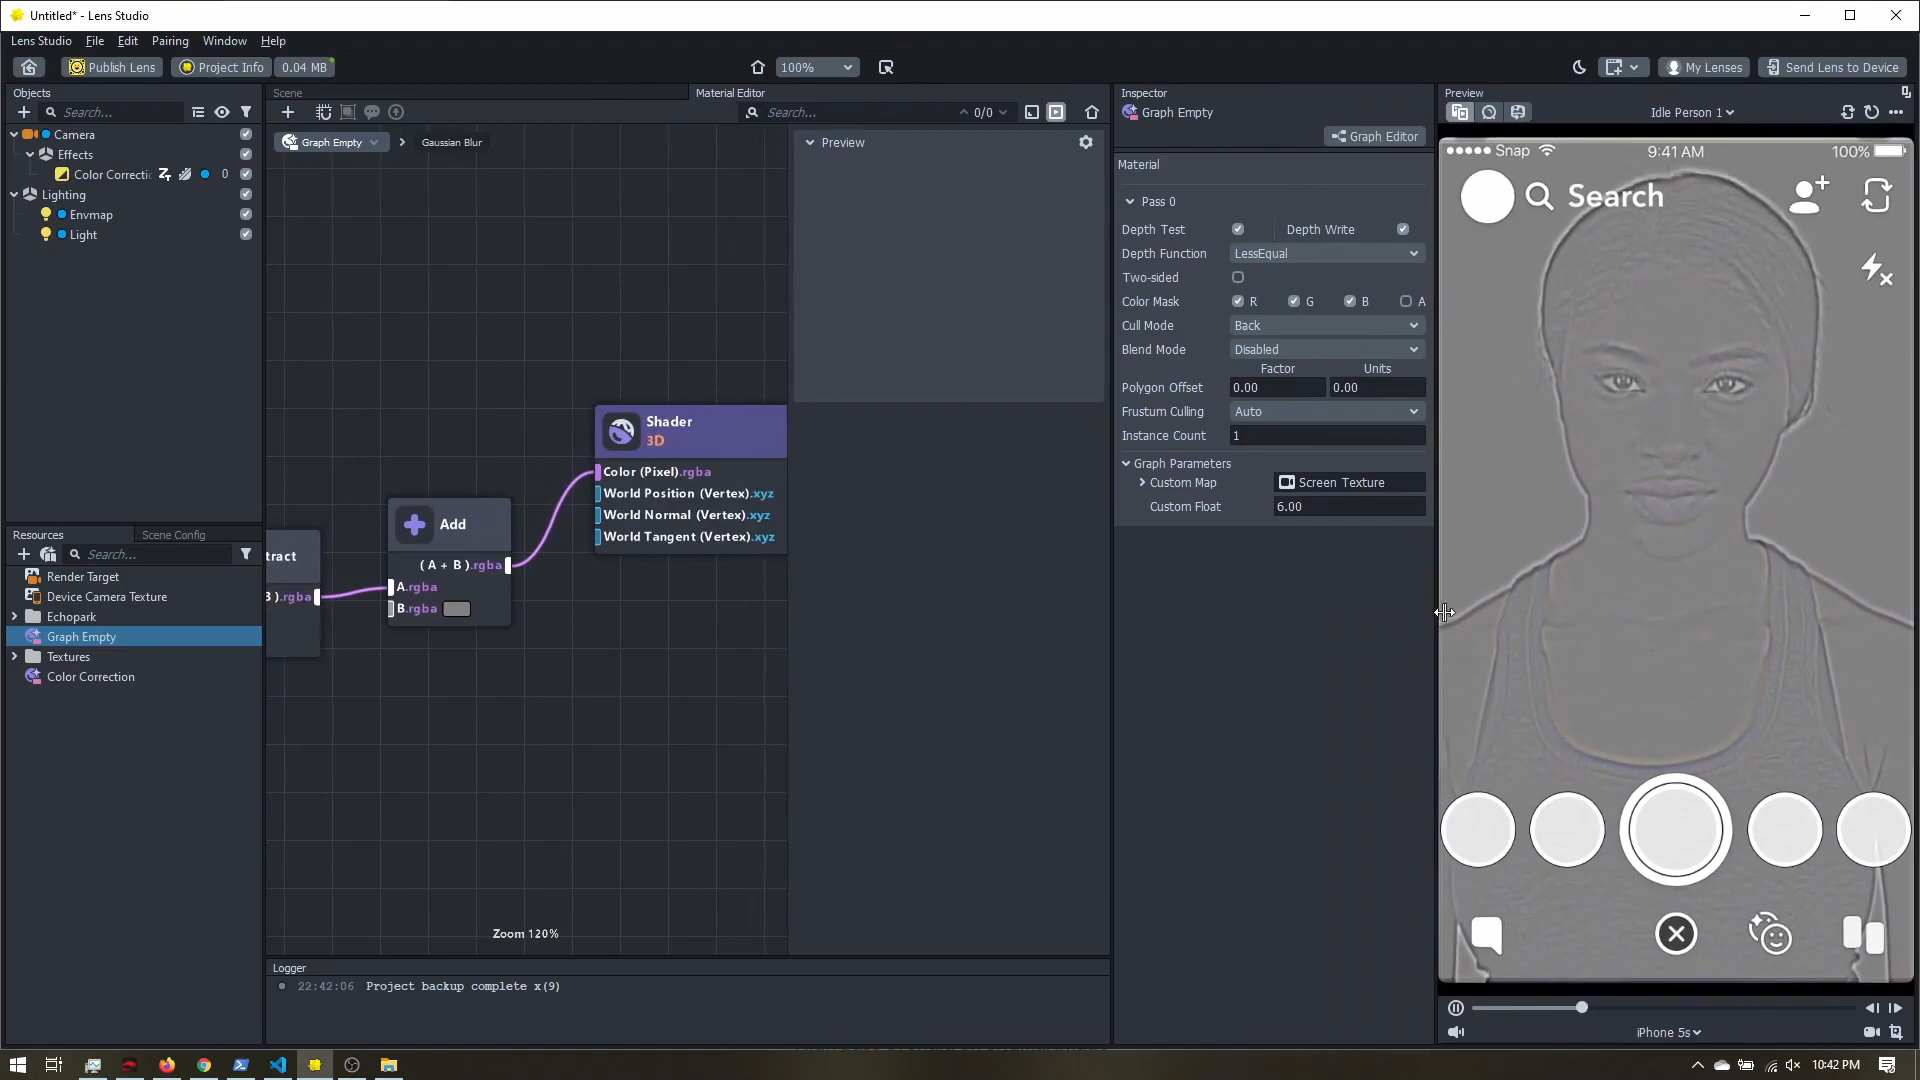 Untitled* - Lens Studio
Lens Studio File Edit Pairing Window Help
Publish Lens Project Info 0.04 MB 100% My Lenses Send Lens to Device
Objects
Search...
Camera
Effects
Color Correctic 0
Lighting
Envmap
Light
Resources Scene Config
Search...
Render Target
Device Camera Texture
Echopark
Graph Empty
Textures
Color Correction
Scene Material Editor
Search... 0/0
Graph Empty Gaussian Blur
Preview
tract
B ).rgba
Add
( A + B ).rgba
A.rgba
B.rgba
Shader
3D
Color (Pixel).rgba
World Position (Vertex).xyz
World Normal (Vertex).xyz
World Tangent (Vertex).xyz
Zoom 120%
Logger
22:42:06 Project backup complete x(9)
Inspector
Graph Empty
Graph Editor
Material
Pass 0
Depth Test Depth Write
Depth Function LessEqual
Two-sided
Color Mask R G B A
Cull Mode Back
Blend Mode Disabled
Factor Units
Polygon Offset 0.00 0.00
Frustum Culling Auto
Instance Count 1
Graph Parameters
Custom Map Screen Texture
Custom Float 6.00
Preview
Idle Person 1
Snap 9:41 AM 100%
Search
iPhone 5s
10:42 PM